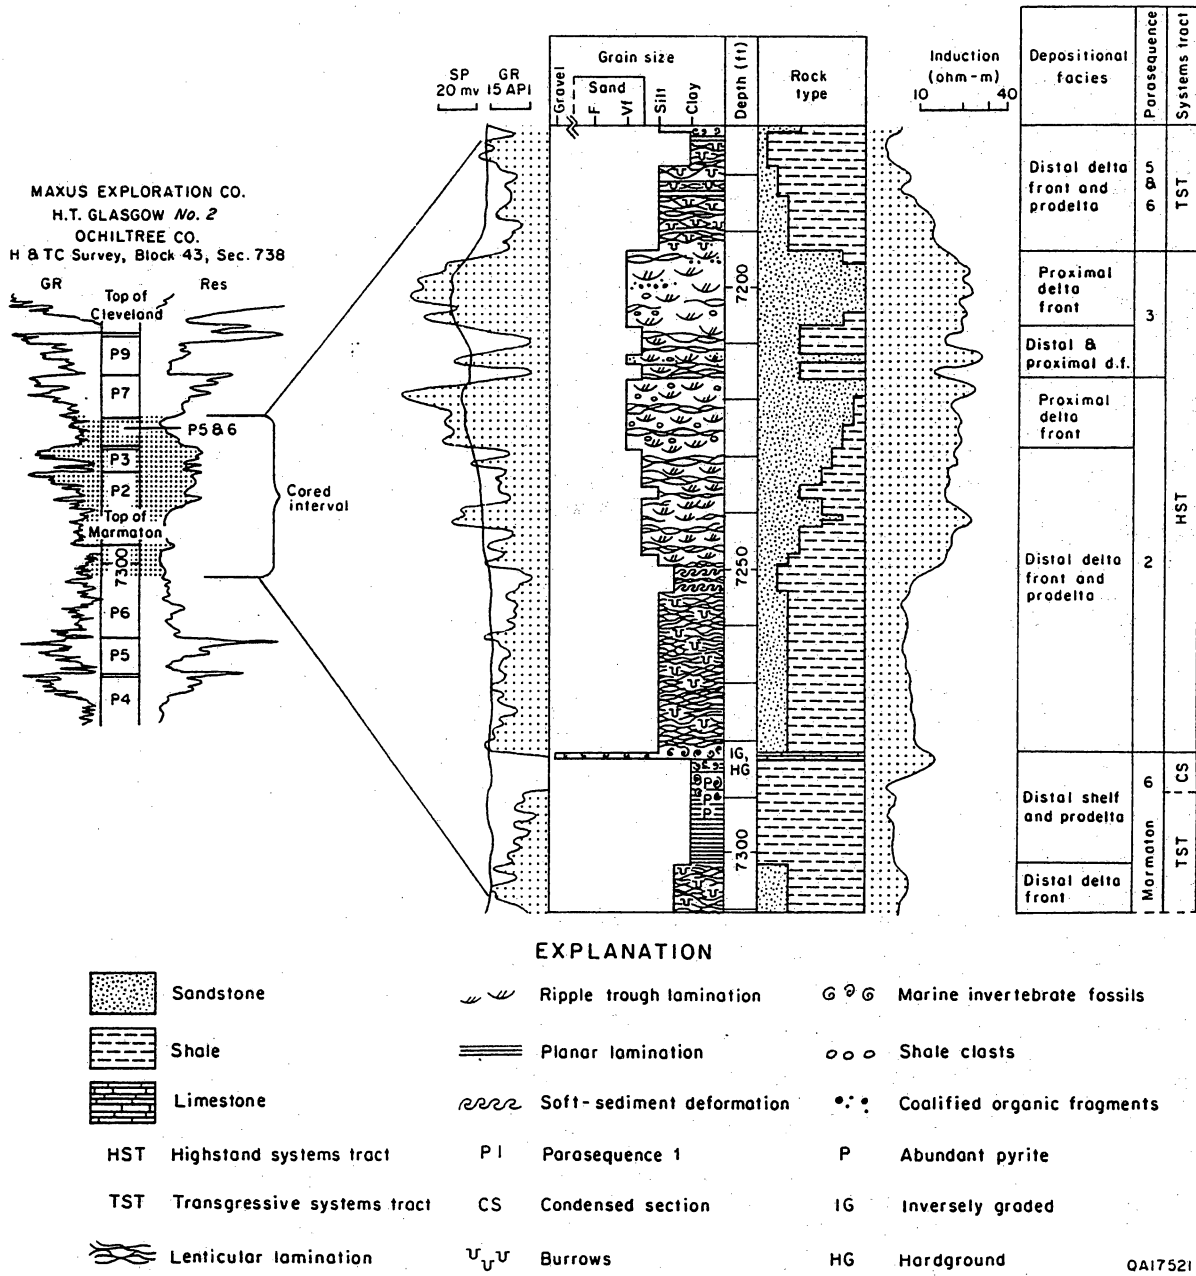 MAXUS EXPLORATION CO.
H.T. GLASGOW No. 2
OCHILTREE CO.
H & TC Survey, Block 43, Sec. 738
GR
Res
Top of
Cleveland
P9
P7
P5 & 6
P3
P2
Top of
Marmaton
7300
P6
P5
P4
Cored
interval
SP
20 mv
GR
15 API
Grain size
Gravel
Sand
F
Vf
Silt
Clay
Depth (ft)
Rock
type
7200
7250
IG,
HG
7300
P
P
P
P
Induction
(ohm-m)
10
40
Depositional
facies
Parasequence
Systems tract
Distal delta
front and
prodelta
5
&
6
TST
Proximal
delta
front
3
Distal &
proximal d.f.
Proximal
delta
front
HST
Distal delta
front and
prodelta
2
Distal shelf
and prodelta
6
CS
Marmaton
TST
Distal delta
front
EXPLANATION
Sandstone
Ripple trough lamination
Marine invertebrate fossils
Shale
Planar lamination
Shale clasts
Limestone
Soft-sediment deformation
Coalified organic fragments
HST Highstand systems tract
P1 Parasequence 1
P Abundant pyrite
TST Transgressive systems tract
CS Condensed section
IG Inversely graded
Lenticular lamination
Burrows
HG Hardground
QA17521